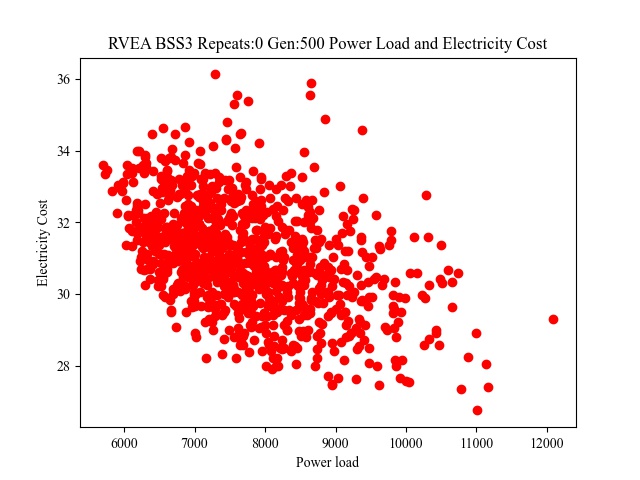 RVEA BSS3 Repeats:0 Gen:500 Power Load and Electricity Cost
36
34
32
30
28
Electricity Cost
6000 7000 8000 9000 10000 11000 12000
Power load